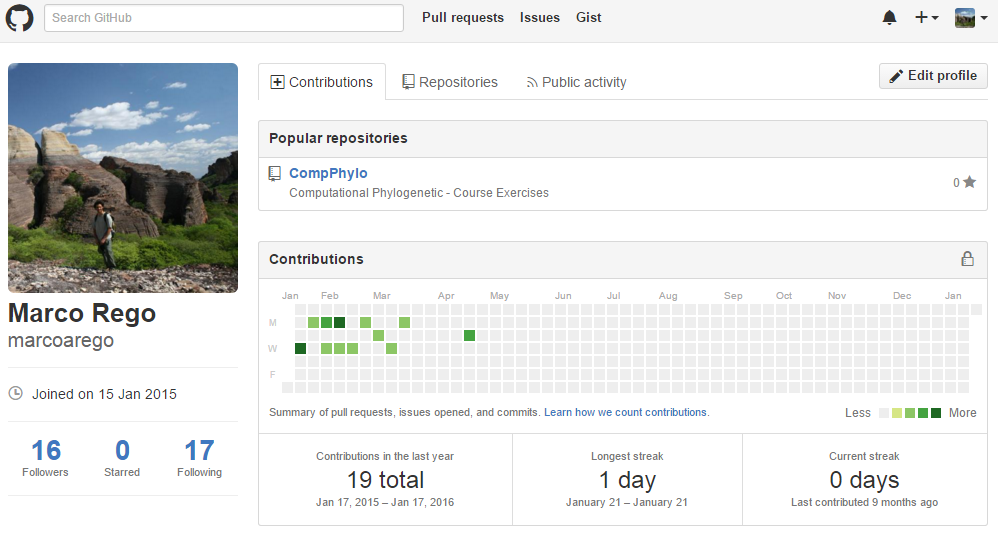 Search GitHub
Pull requests Issues Gist
Contributions Repositories Public activity
Edit profile
Popular repositories
CompPhylo
Computational Phylogenetic - Course Exercises
0
Marco Rego
marcoarego
Joined on 15 Jan 2015
16 0 17
Followers Starred Following
Contributions
Jan Feb Mar Apr May Jun Jul Aug Sep Oct Nov Dec Jan
M
W
F
Summary of pull requests, issues opened, and commits. Learn how we count contributions.
Less More
Contributions in the last year
19 total
Jan 17, 2015 – Jan 17, 2016
Longest streak
1 day
January 21 – January 21
Current streak
0 days
Last contributed 9 months ago